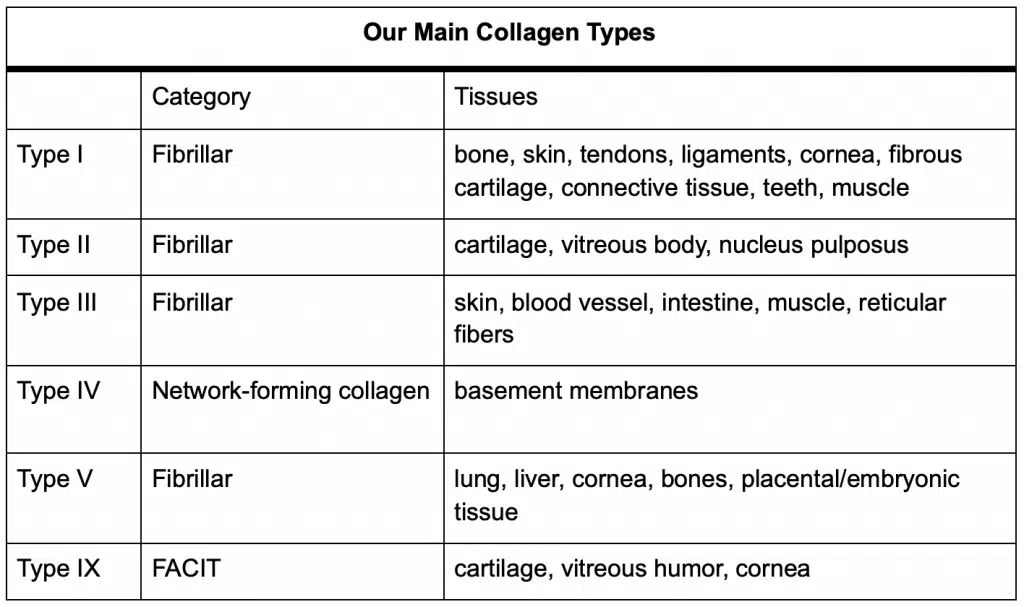 Our Main Collagen Types
Category
Tissues
Type I
Fibrillar
bone, skin, tendons, ligaments, cornea, fibrous
cartilage, connective tissue, teeth, muscle
Type II
Fibrillar
cartilage, vitreous body, nucleus pulposus
Type III
Fibrillar
skin, blood vessel, intestine, muscle, reticular
fibers
Type IV
Network-forming collagen
basement membranes
Type V
Fibrillar
lung, liver, cornea, bones, placental/embryonic
tissue
Type IX
FACIT
cartilage, vitreous humor, cornea